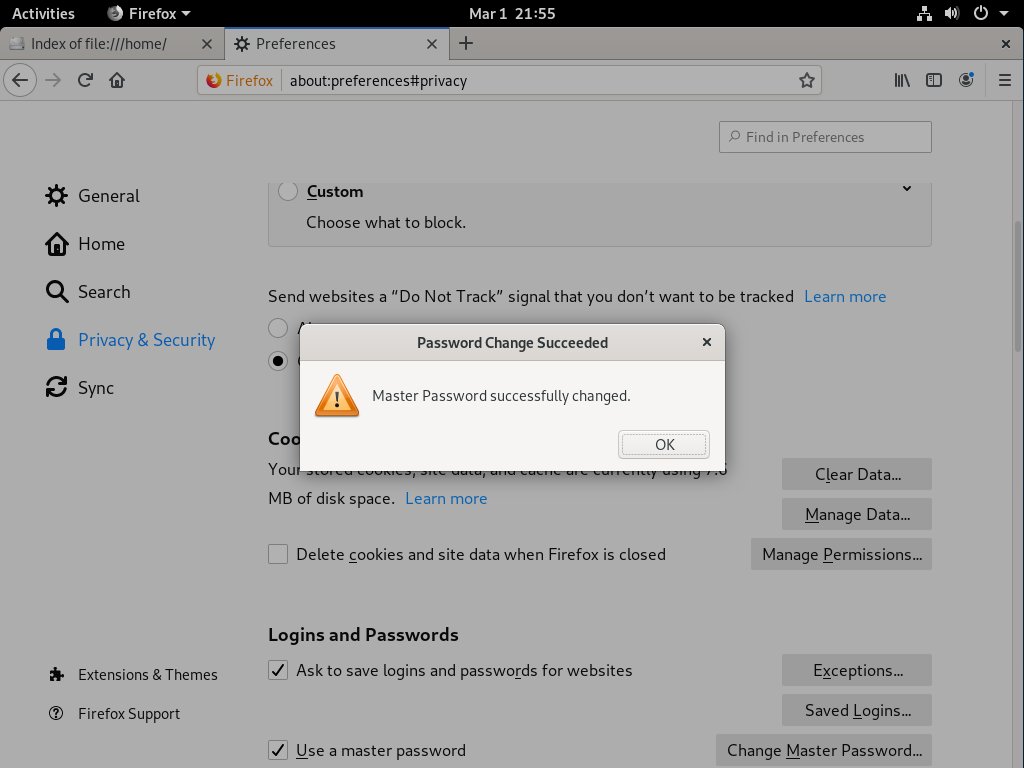 Activities Firefox Mar 1 21:55
Index of file:///home/ Preferences
Firefox about:preferences#privacy
Find in Preferences
General
Home
Search
Privacy & Security
Sync
Extensions & Themes
Firefox Support
Custom
Choose what to block.
Send websites a “Do Not Track” signal that you don’t want to be tracked Learn more
Password Change Succeeded
Master Password successfully changed.
OK
Your stored cookies, site data, and cache are currently using 7.6
MB of disk space. Learn more
Clear Data...
Manage Data...
Delete cookies and site data when Firefox is closed
Manage Permissions...
Logins and Passwords
Ask to save logins and passwords for websites
Exceptions...
Saved Logins...
Use a master password
Change Master Password...